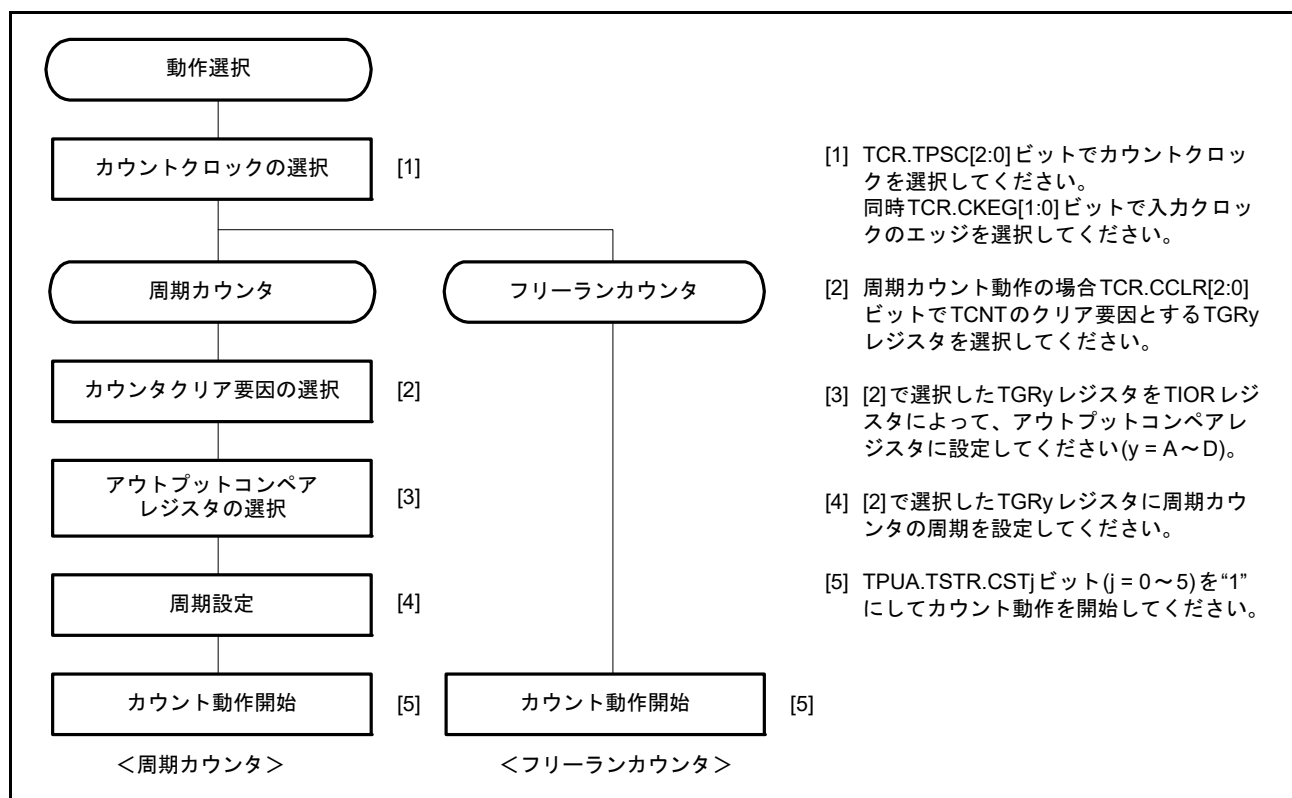 動作選択
カウントクロックの選択 [1]
周期カウンタ
フリーランカウンタ
カウンタクリア要因の選択 [2]
アウトプットコンペア
レジスタの選択 [3]
周期設定 [4]
カウント動作開始 [5]
カウント動作開始 [5]
＜周期カウンタ＞
＜フリーランカウンタ＞
[1] TCR.TPSC[2:0]ビットでカウントクロッ
クを選択してください。
同時TCR.CKEG[1:0]ビットで入力クロッ
クのエッジを選択してください。
[2] 周期カウント動作の場合TCR.CCLR[2:0]
ビットでTCNTのクリア要因とするTGRy
レジスタを選択してください。
[3] [2]で選択したTGRyレジスタをTIORレジ
スタによって、アウトプットコンペアレ
ジスタに設定してください(y = A～D)。
[4] [2]で選択したTGRyレジスタに周期カウ
ンタの周期を設定してください。
[5] TPUA.TSTR.CSTjビット(j = 0～5)を“1”
にしてカウント動作を開始してください。